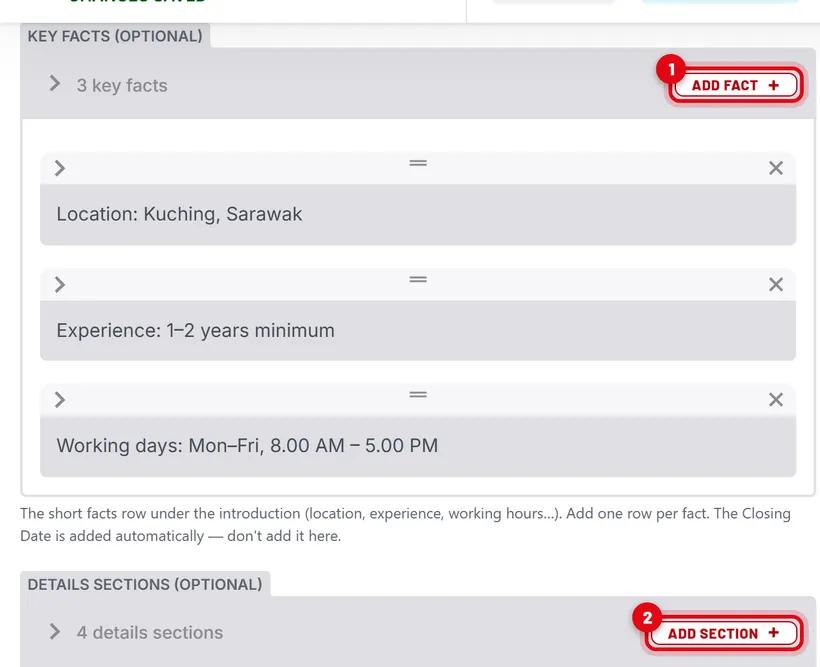 CHANGES SAVED
KEY FACTS (OPTIONAL)
3 key facts
1
ADD FACT +
Location: Kuching, Sarawak
Experience: 1–2 years minimum
Working days: Mon–Fri, 8.00 AM – 5.00 PM
The short facts row under the introduction (location, experience, working hours...). Add one row per fact. The Closing
Date is added automatically — don't add it here.
DETAILS SECTIONS (OPTIONAL)
4 details sections
2
ADD SECTION +